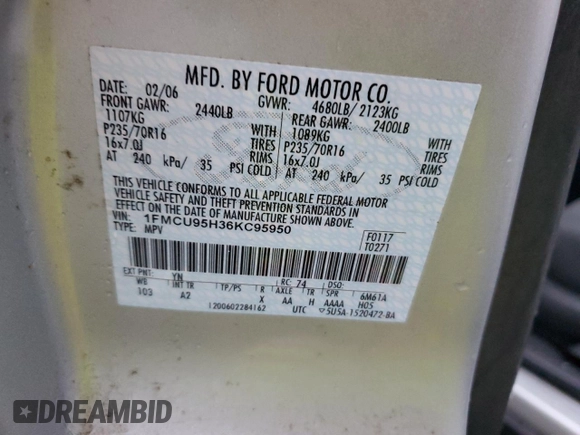 MFD. BY FORD MOTOR CO.
DATE: 02/06 GVWR: 4680LB/ 2123KG
FRONT GAWR: 2440LB REAR GAWR: 2400LB
1107KG WITH 1089KG WITH
P235/70R16 TIRES P235/70R16 TIRES
16x7.0J RIMS 16x7.0J RIMS
AT 240 kPa/ 35 PSI COLD AT 240 kPa/ 35 PSI COLD
THIS VEHICLE CONFORMS TO ALL APPLICABLE FEDERAL MOTOR
VEHICLE SAFETY AND THEFT PREVENTION STANDARDS IN
EFFECT ON THE DATE OF MANUFACTURE SHOWN ABOVE.
VIN: 1FMCU95H36KC95950
TYPE: MPV
F0117
T0271
EXT PNT: YN RC: 74 DSO:
WB INT TR TP/PS R AXLE TR SPR 6M61A
103 A2 X AA H AAAA H05
1200602284162 UTC 5U5A-1520472-BA
DREAMBID